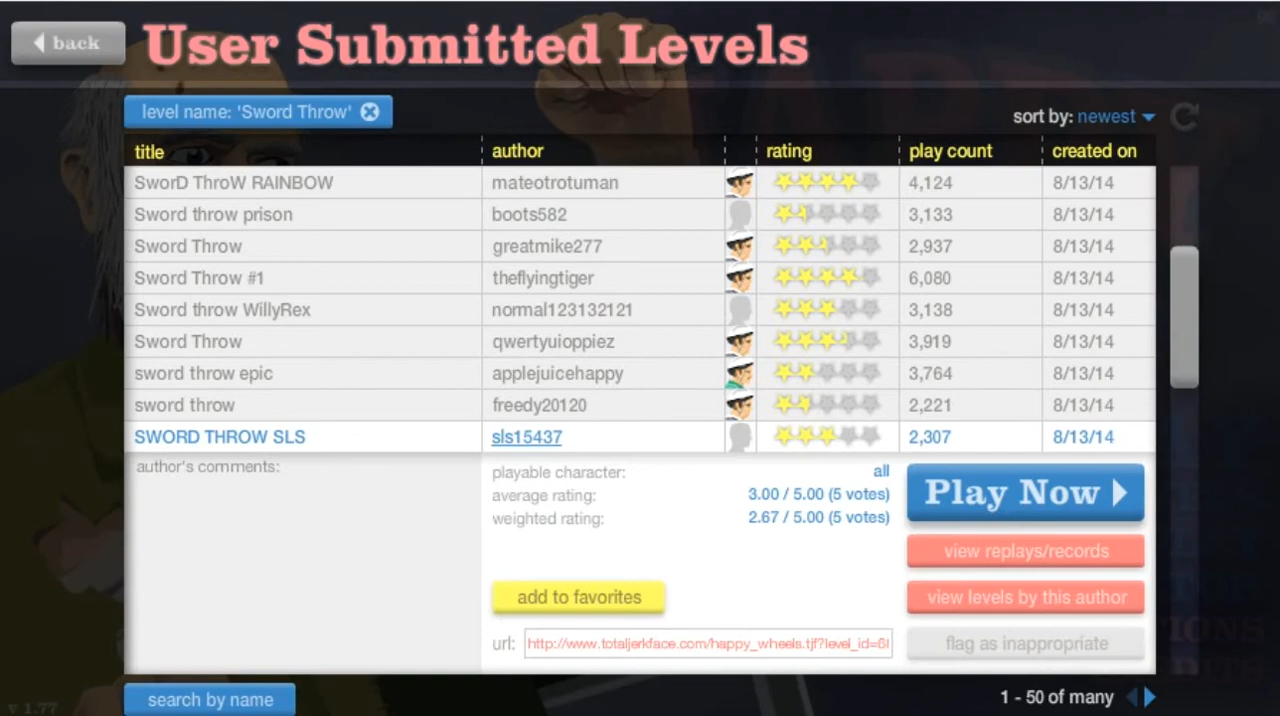 back
User Submitted Levels
level name: 'Sword Throw'
sort by: newest
title author rating play count created on
SworD ThroW RAINBOW mateotrotuman 4,124 8/13/14
Sword throw prison boots582 3,133 8/13/14
Sword Throw greatmike277 2,937 8/13/14
Sword Throw #1 theflyingtiger 6,080 8/13/14
Sword throw WillyRex normal123132121 3,138 8/13/14
Sword Throw qwertyuioppiez 3,919 8/13/14
sword throw epic applejuicehappy 3,764 8/13/14
sword throw freedy20120 2,221 8/13/14
SWORD THROW SLS sls15437 2,307 8/13/14
author's comments:
playable character: all
average rating: 3.00 / 5.00 (5 votes)
weighted rating: 2.67 / 5.00 (5 votes)
Play Now
view replays/records
add to favorites
view levels by this author
url: http://www.totaljerkface.com/happy_wheels.tjf?level_id=6
flag as inappropriate
search by name
1 - 50 of many
v 1.77